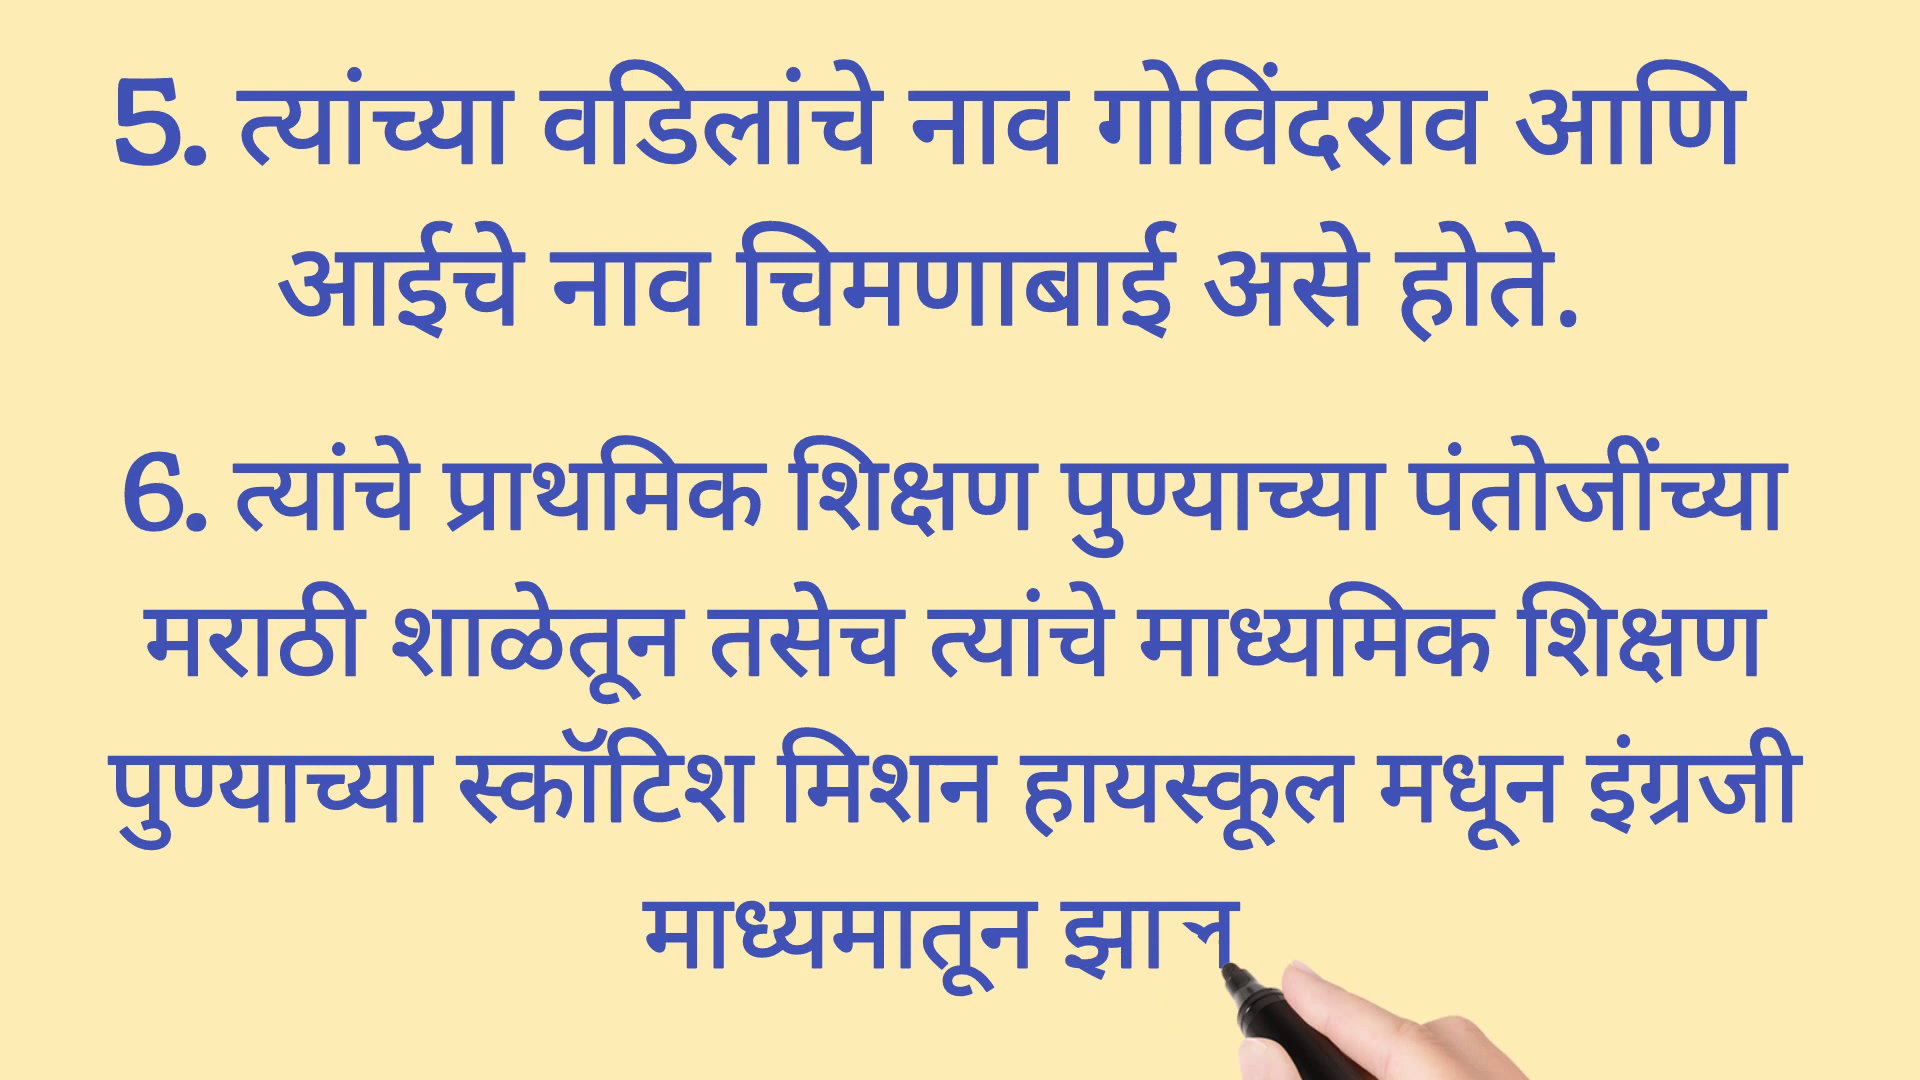 5. त्यांच्या वडिलांचे नाव गोविंदराव आणि
आईचे नाव चिमणाबाई असे होते.
6. त्यांचे प्राथमिक शिक्षण पुण्याच्या पंतोजींच्या
मराठी शाळेतून तसेच त्यांचे माध्यमिक शिक्षण
पुण्याच्या स्कॉटिश मिशन हायस्कूल मधून इंग्रजी
माध्यमातून